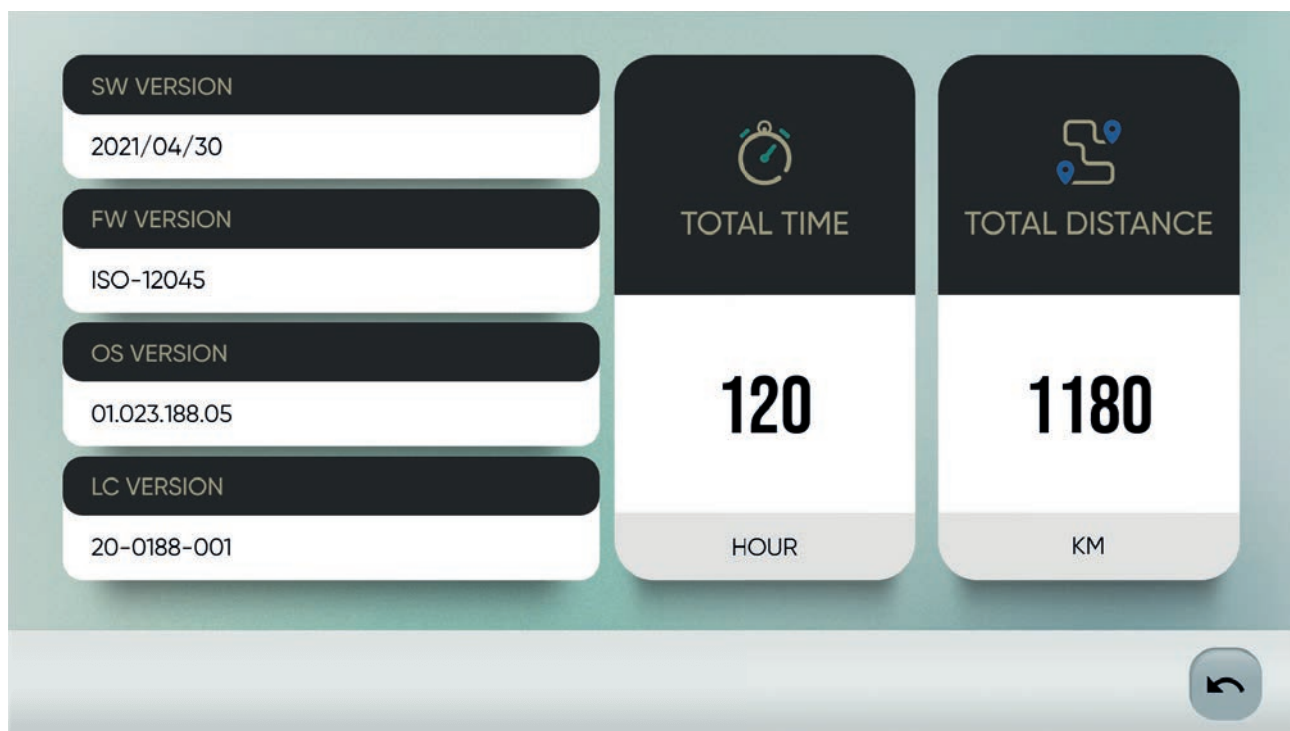 SW VERSION
2021/04/30
FW VERSION
ISO-12045
OS VERSION
01.023.188.05
LC VERSION
20-0188-001
TOTAL TIME
120
HOUR
TOTAL DISTANCE
1180
KM